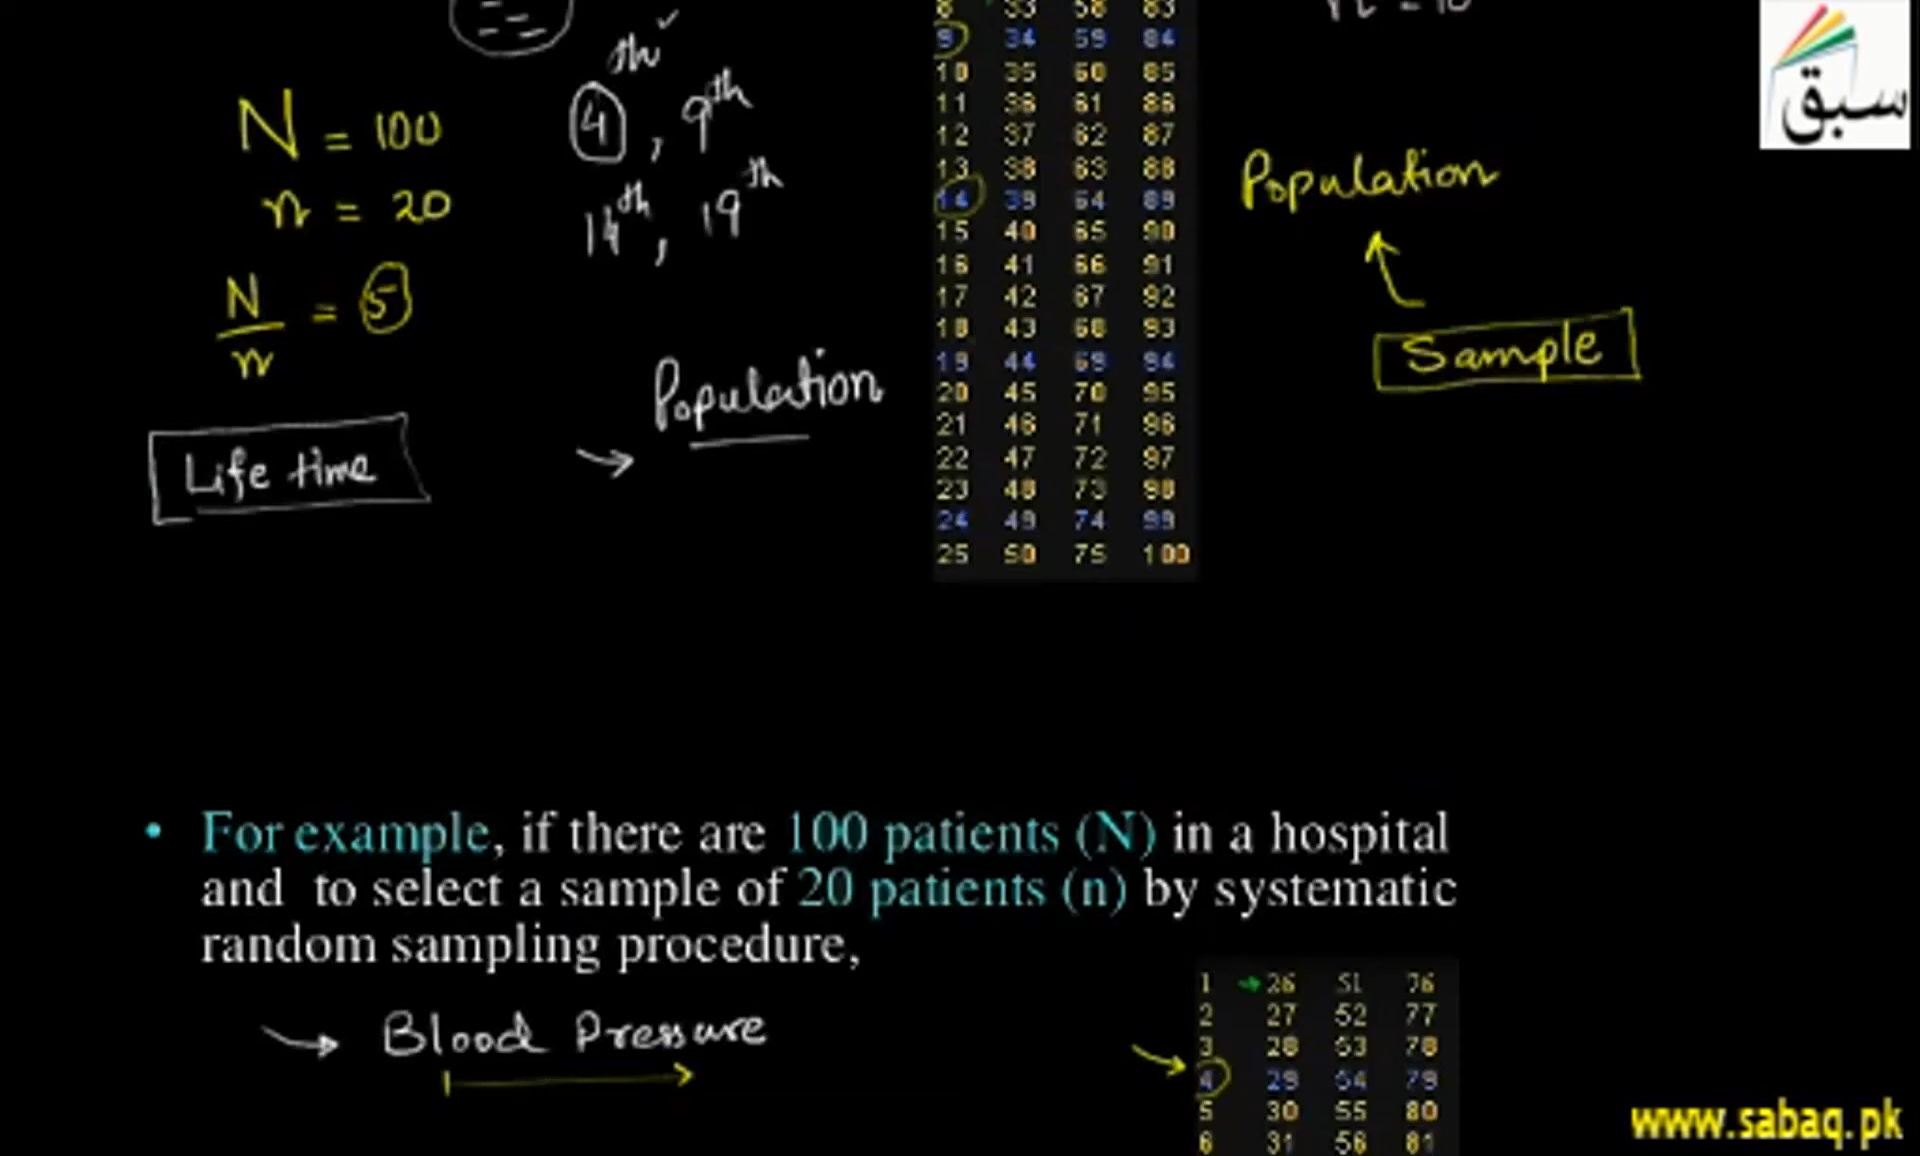 8 33 58 83
9 34 59 84
10 35 60 85
11 36 61 86
12 37 62 87
13 38 63 88
14 39 64 89
15 40 65 90
16 41 66 91
17 42 67 92
18 43 68 93
19 44 69 94
20 45 70 95
21 46 71 96
22 47 72 97
23 48 73 98
24 49 74 99
25 50 75 100
N = 100
n = 20
N/n = 5
4th, 9th
14th, 19th
Life time
Population
n = 10
سبق
Population
Sample
• For example, if there are 100 patients (N) in a hospital
and to select a sample of 20 patients (n) by systematic
random sampling procedure,
Blood Pressure
1 26 51 76
2 27 52 77
3 28 53 78
4 29 54 79
5 30 55 80
6 31 56 81
www.sabaq.pk